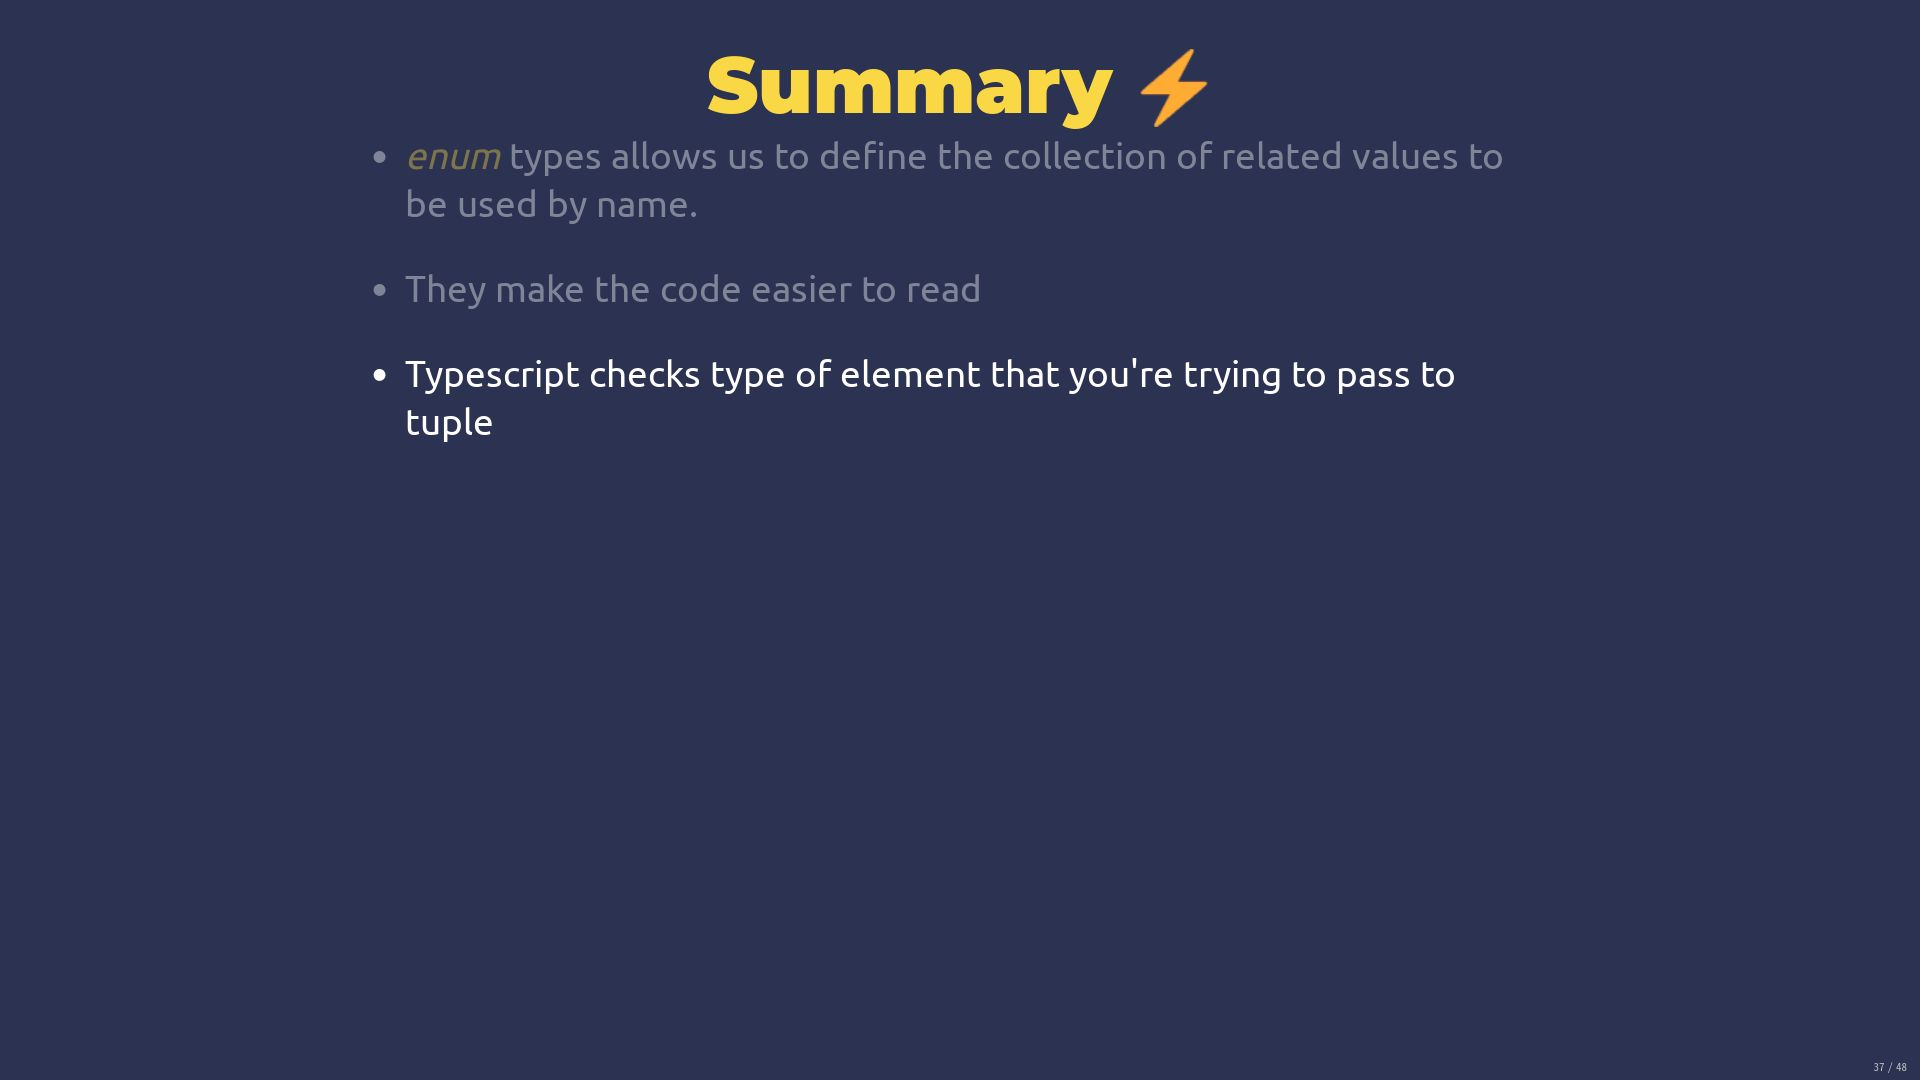 Summary ⚡
• enum types allows us to define the collection of related values to
be used by name.
• They make the code easier to read
• Typescript checks type of element that you're trying to pass to
tuple
37 / 48